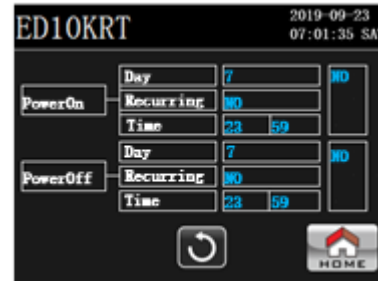 ED10KRT 2019-09-23
07:01:35 SA
Day 7 NO
PowerOn Recurring NO
Time 23 59
Day 7 NO
PowerOff Recurring NO
Time 23 59
HOME